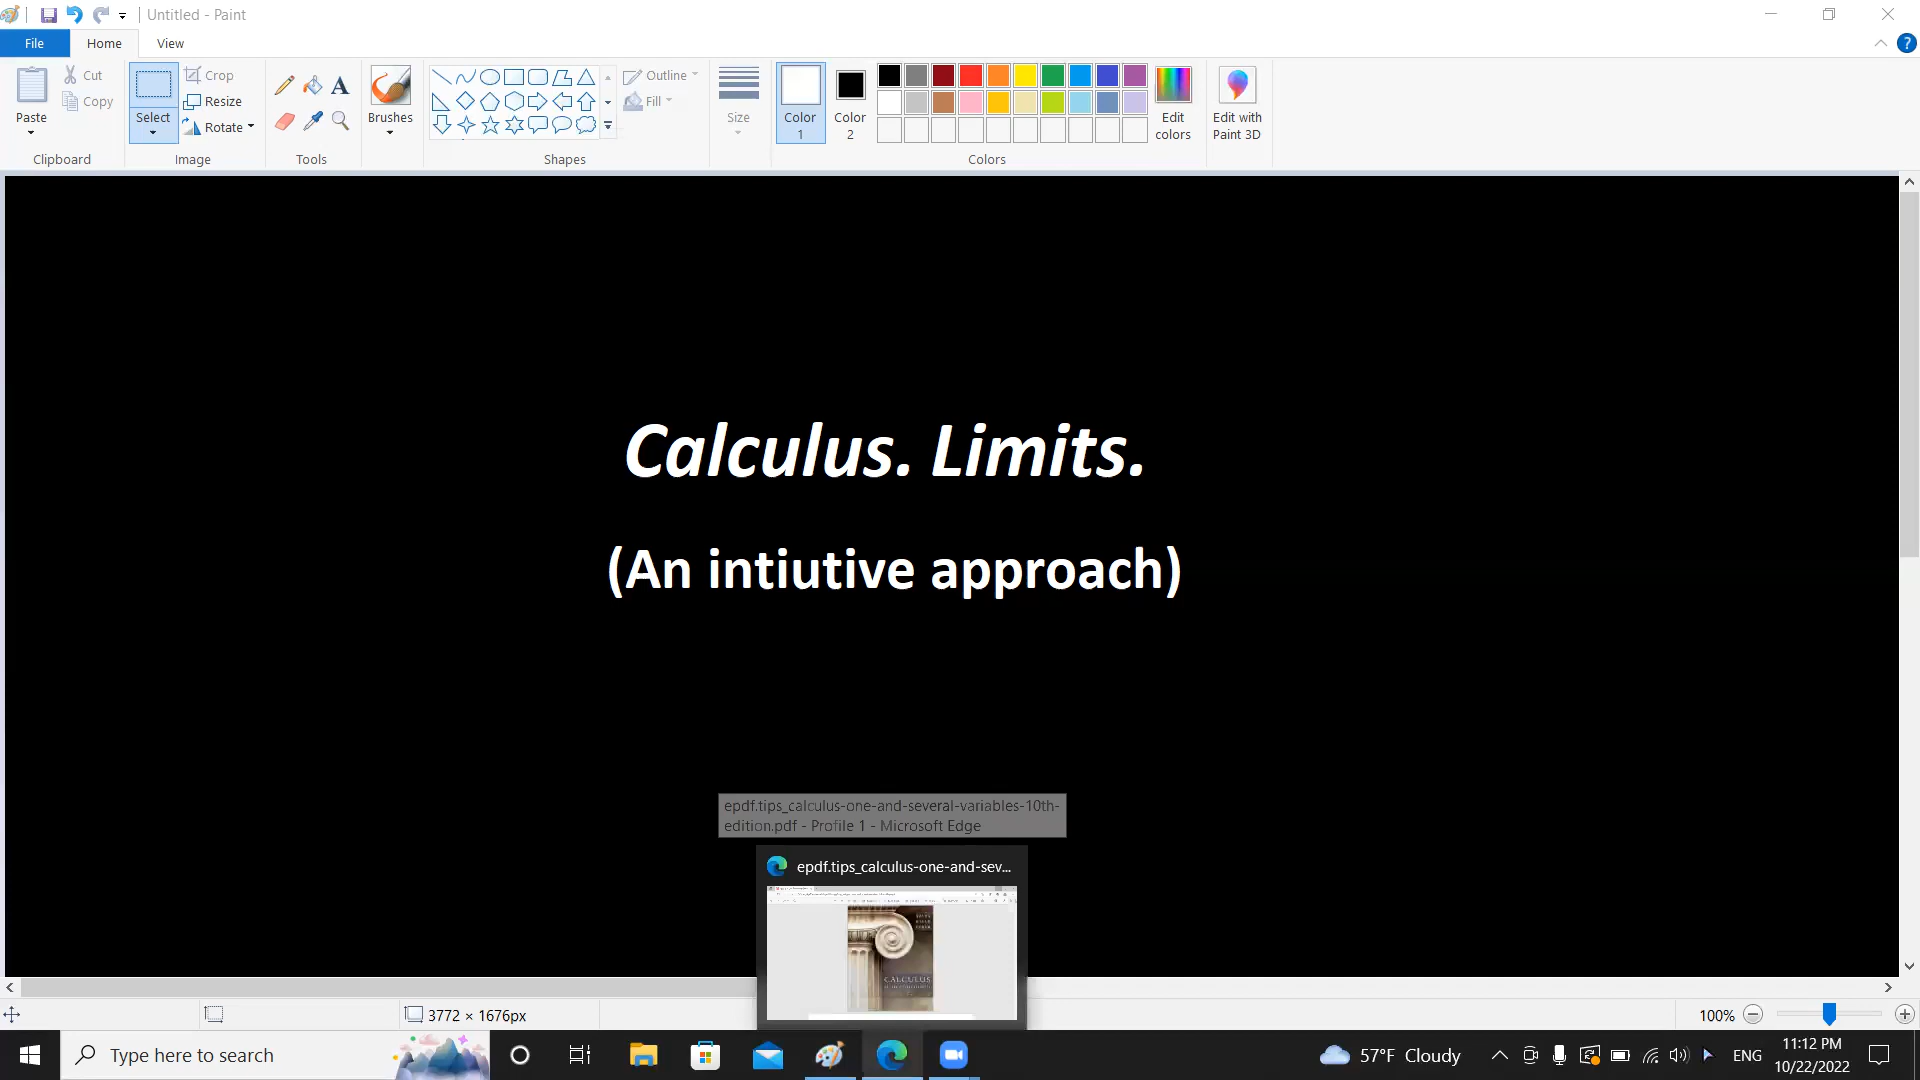 Untitled - Paint
File Home View
Paste
Cut
Copy
Clipboard
Select
Crop
Resize
Rotate
Image
Tools
Brushes
Shapes
Outline
Fill
Size
Color 1
Color 2
Colors
Edit colors
Edit with Paint 3D
Calculus. Limits.
(An intiutive approach)
epdf.tips_calculus-one-and-several-variables-10th-
edition.pdf - Profile 1 - Microsoft Edge
epdf.tips_calculus-one-and-sev...
CALCULUS
3772 × 1676px
100%
Type here to search
57°F Cloudy
ENG
11:12 PM
10/22/2022